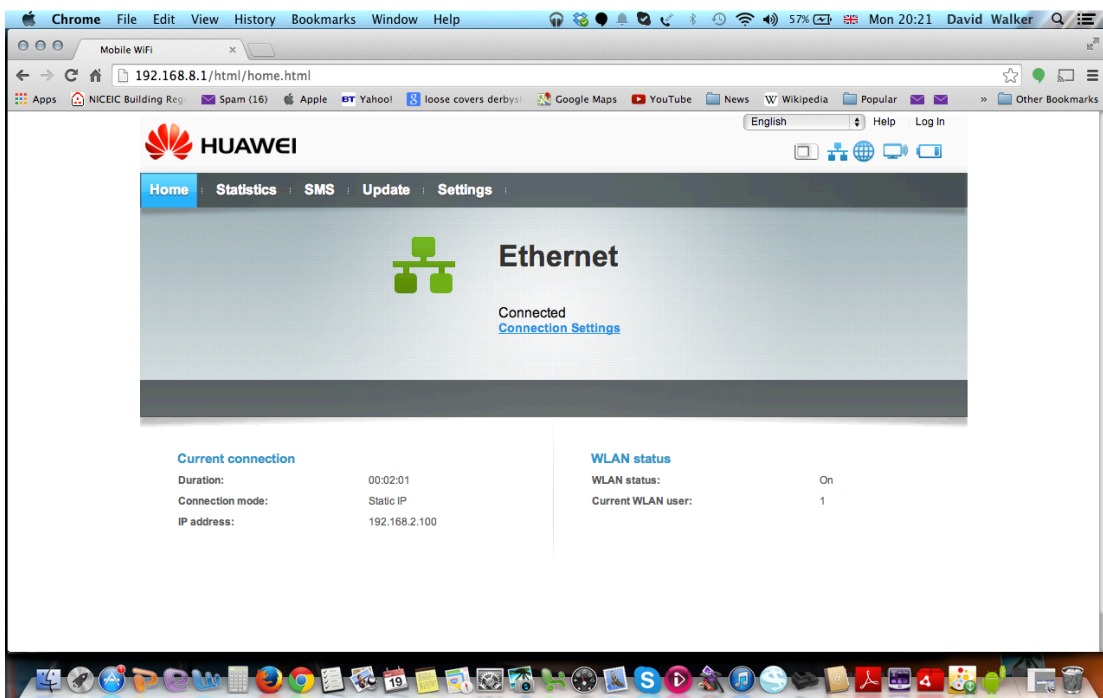 Chrome File Edit View History Bookmarks Window Help 57% Mon 20:21 David Walker
Mobile WiFi
192.168.8.1/html/home.html
Apps NICEIC Building Regu Spam (16) Apple BT Yahoo! 8 loose covers derbysh Google Maps YouTube News W Wikipedia Popular » Other Bookmarks
English Help Log In
HUAWEI
Home Statistics SMS Update Settings
Ethernet
Connected
Connection Settings
Current connection
Duration: 00:02:01
Connection mode: Static IP
IP address: 192.168.2.100
WLAN status
WLAN status: On
Current WLAN user: 1
19